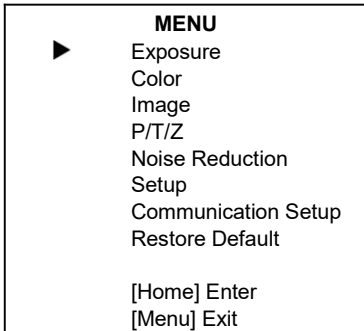 MENU
Exposure
Color
Image
P/T/Z
Noise Reduction
Setup
Communication Setup
Restore Default
[Home] Enter
[Menu] Exit